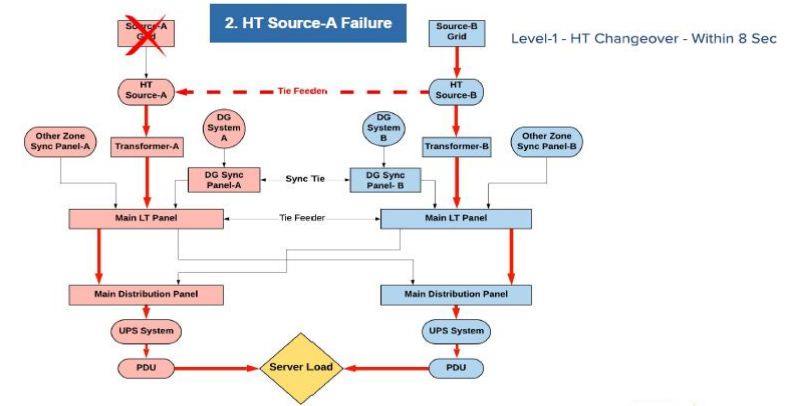 2. HT Source-A Failure
Level-1 - HT Changeover - Within 8 Sec
Source-A
Grid
Source-B
Grid
HT
Source-A
Tie Feeder
HT
Source-B
DG
System
A
DG
System
B
Other Zone
Sync Panel-A
Transformer-A
Transformer-B
Other Zone
Sync Panel-B
DG Sync
Panel-A
Sync Tie
DG Sync
Panel- B
Main LT Panel
Tie Feeder
Main LT Panel
Main Distribution Panel
Main Distribution Panel
UPS System
UPS System
PDU
Server Load
PDU